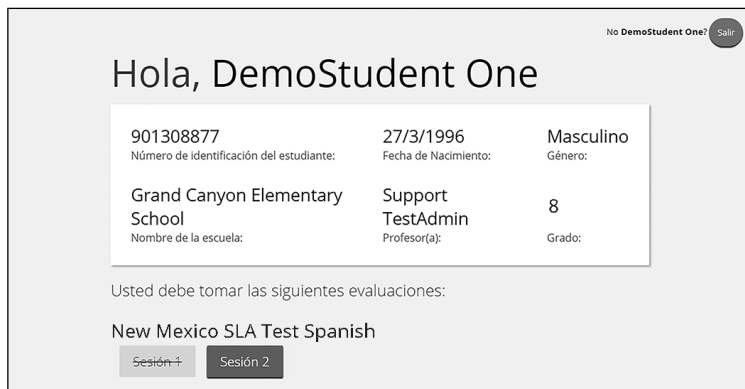 No DemoStudent One? Salir
Hola, DemoStudent One
901308877 27/3/1996 Masculino
Número de identificación del estudiante: Fecha de Nacimiento: Género:
Grand Canyon Elementary Support
School TestAdmin 8
Nombre de la escuela: Profesor(a): Grado:
Usted debe tomar las siguientes evaluaciones:
New Mexico SLA Test Spanish
Sesión 1 Sesión 2